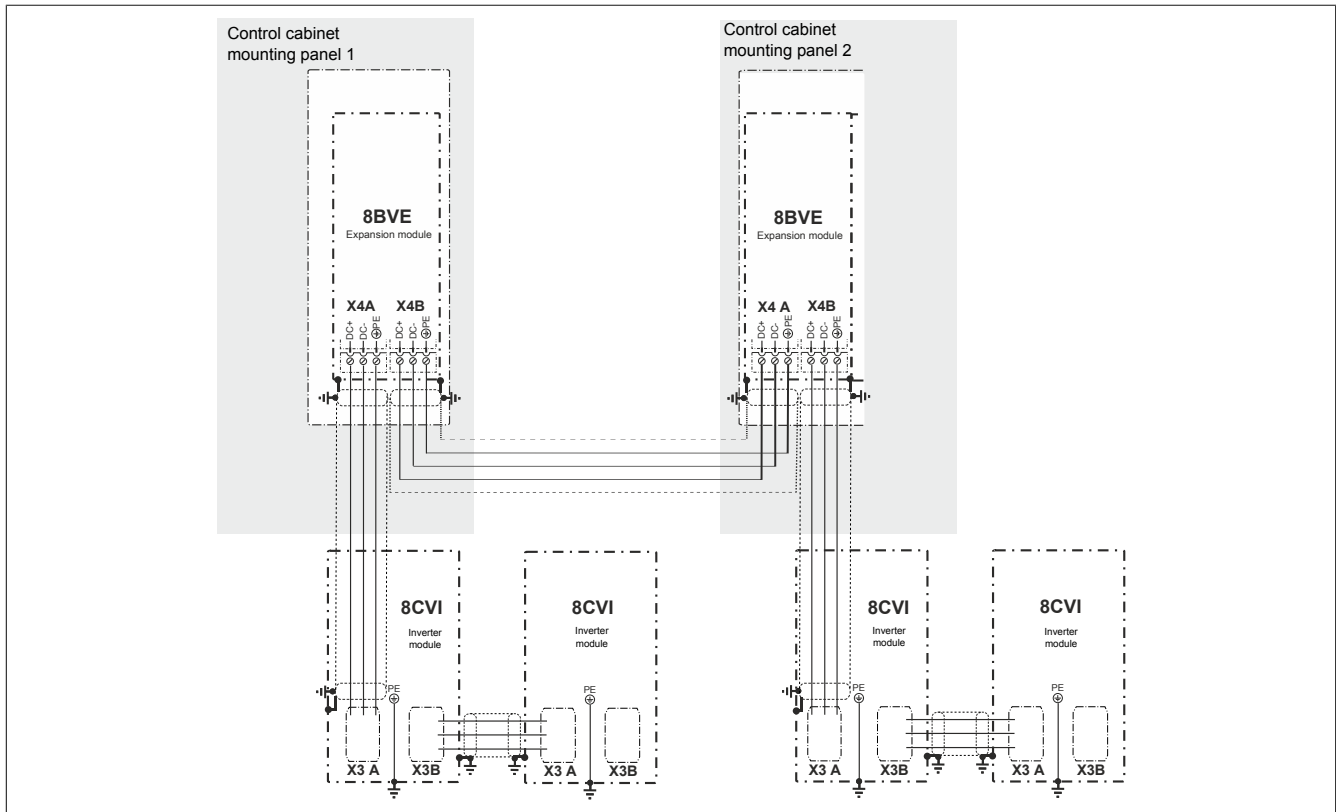 Control cabinet
mounting panel 1
Control cabinet
mounting panel 2
8BVE
Expansion module
8BVE
Expansion module
X4A X4B
X4 A X4B
DC+ DC- PE DC+ DC- PE
DC+ DC- PE DC+ DC- PE
8CVI
Inverter
module
8CVI
Inverter
module
8CVI
Inverter
module
8CVI
Inverter
module
PE
PE
PE
PE
X3 A X3B
X3 A X3B
X3 A X3B
X3 A X3B